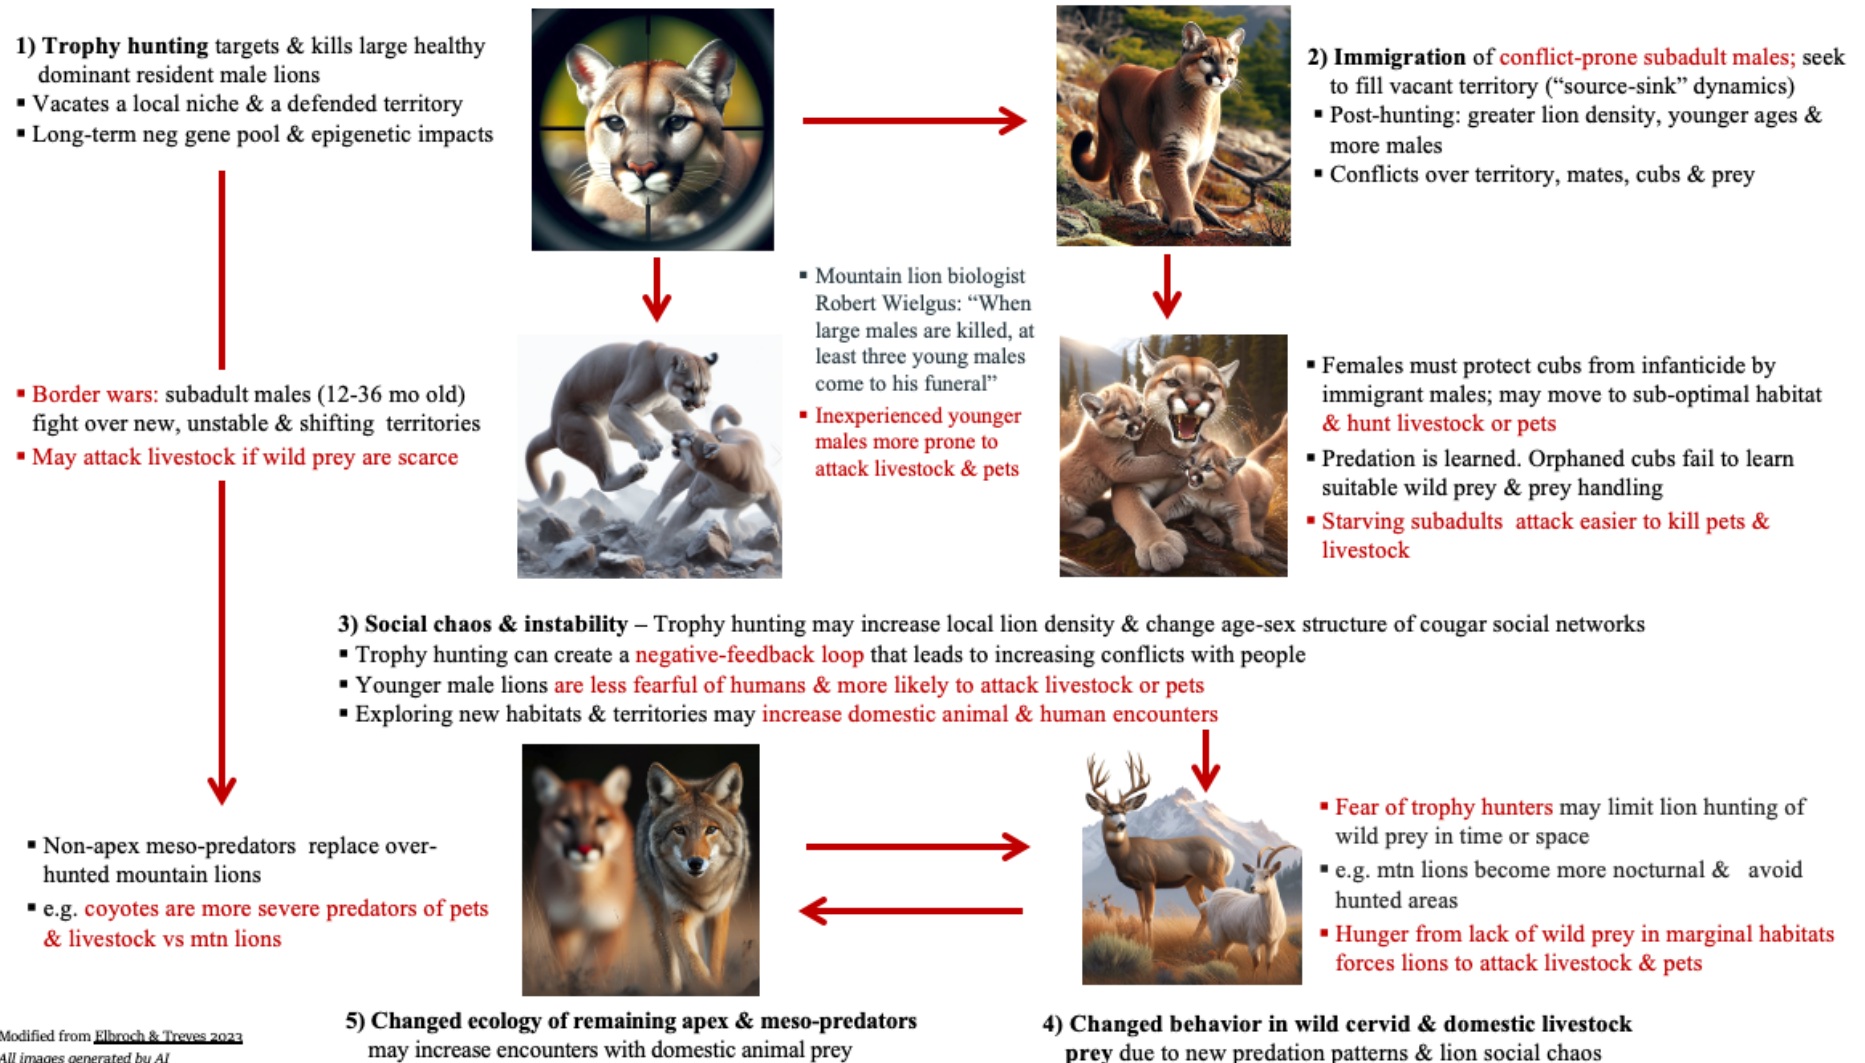 1) Trophy hunting targets & kills large healthy
dominant resident male lions
▪ Vacates a local niche & a defended territory
▪ Long-term neg gene pool & epigenetic impacts
2) Immigration of conflict-prone subadult males; seek
to fill vacant territory (“source-sink” dynamics)
▪ Post-hunting: greater lion density, younger ages &
more males
▪ Conflicts over territory, mates, cubs & prey
▪ Mountain lion biologist
Robert Wielgus: “When
large males are killed, at
least three young males
come to his funeral”
▪ Inexperienced younger
males more prone to
attack livestock & pets
▪ Border wars: subadult males (12-36 mo old)
fight over new, unstable & shifting territories
▪ May attack livestock if wild prey are scarce
▪ Females must protect cubs from infanticide by
immigrant males; may move to sub-optimal habitat
& hunt livestock or pets
▪ Predation is learned. Orphaned cubs fail to learn
suitable wild prey & prey handling
▪ Starving subadults attack easier to kill pets &
livestock
3) Social chaos & instability – Trophy hunting may increase local lion density & change age-sex structure of cougar social networks
▪ Trophy hunting can create a negative-feedback loop that leads to increasing conflicts with people
▪ Younger male lions are less fearful of humans & more likely to attack livestock or pets
▪ Exploring new habitats & territories may increase domestic animal & human encounters
▪ Non-apex meso-predators replace over-
hunted mountain lions
▪ e.g. coyotes are more severe predators of pets
& livestock vs mtn lions
▪ Fear of trophy hunters may limit lion hunting of
wild prey in time or space
▪ e.g. mtn lions become more nocturnal & avoid
hunted areas
▪ Hunger from lack of wild prey in marginal habitats
forces lions to attack livestock & pets
5) Changed ecology of remaining apex & meso-predators
may increase encounters with domestic animal prey
4) Changed behavior in wild cervid & domestic livestock
prey due to new predation patterns & lion social chaos
Modified from Elbroch & Treves 2023
All images generated by AI